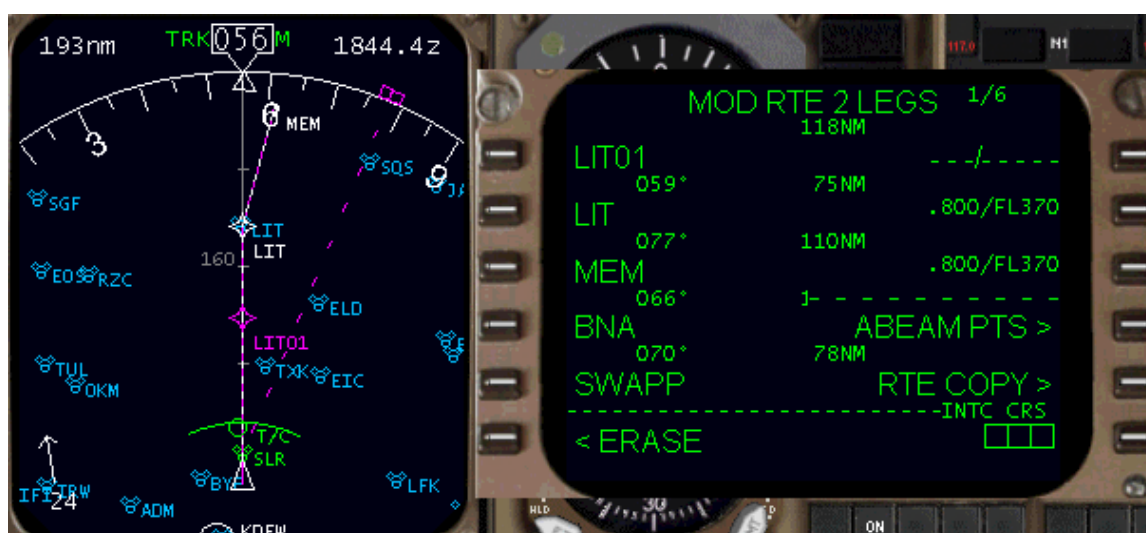 193nm TRK 056 M 1844.4z
3
6 MEM
SQS
9
SGF
LIT
LIT
160
EOS RZC
ELD
LIT01
TUL
TXK EIC
OKM
T/C
SLR
BY
LFK
24
ADM
KDFW
117.0 N1
MOD RTE 2 LEGS 1/6
118NM
LIT01 ---/-----
059° 75NM
LIT .800/FL370
077° 110NM
MEM .800/FL370
066° 1- - - - - - - - - - -
BNA ABEAM PTS >
070° 78NM
SWAPP RTE COPY >
--------------------------INTC CRS
< ERASE
30
HLD
ON